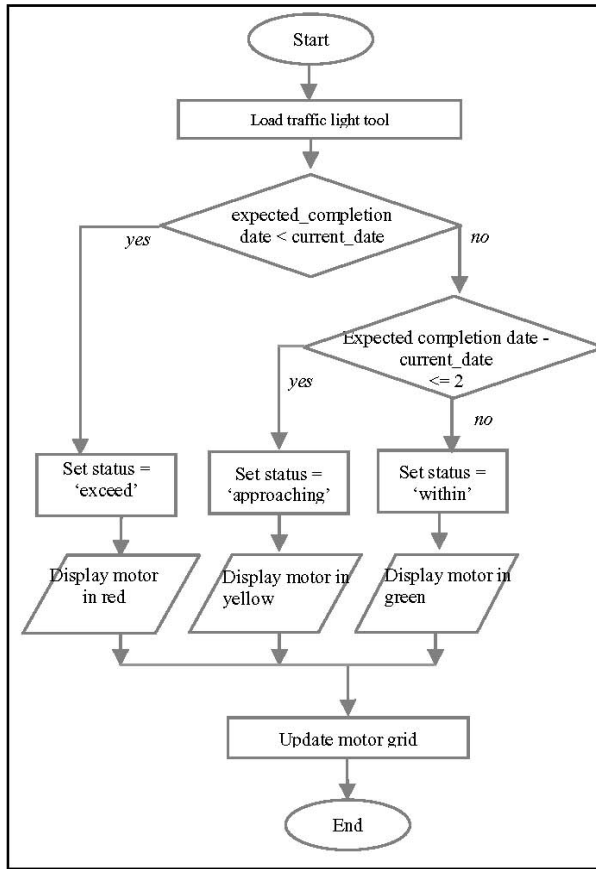 Start
Load traffic light tool
expected_completion
date < current_date
yes
no
Expected completion date -
current_date
<= 2
yes
no
Set status =
‘exceed’
Set status =
‘approaching’
Set status =
‘within’
Display motor
in red
Display motor in
yellow
Display motor in
green
Update motor grid
End